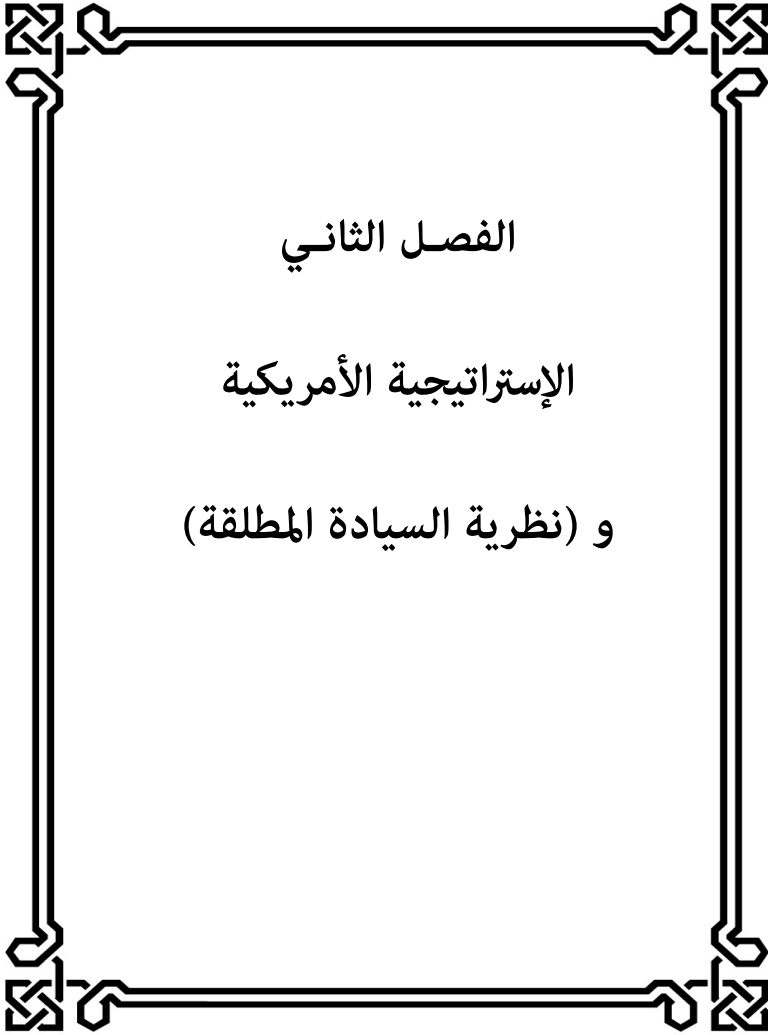 الفصـل الثانـي
الإستراتيجية الأمريكية
و (نظرية السيادة المطلقة)